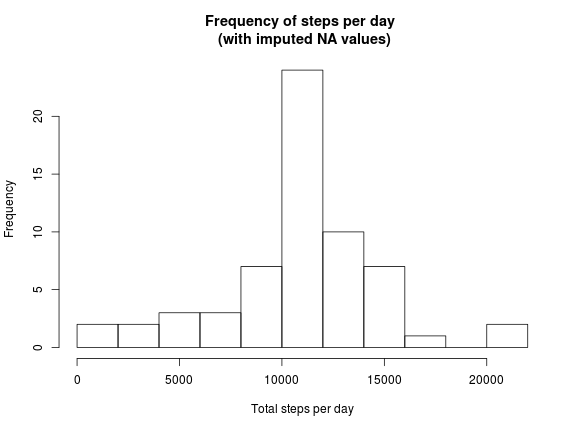 Frequency of steps per day
(with imputed NA values)
Frequency
20
15
10
5
0
0 5000 10000 15000 20000
Total steps per day